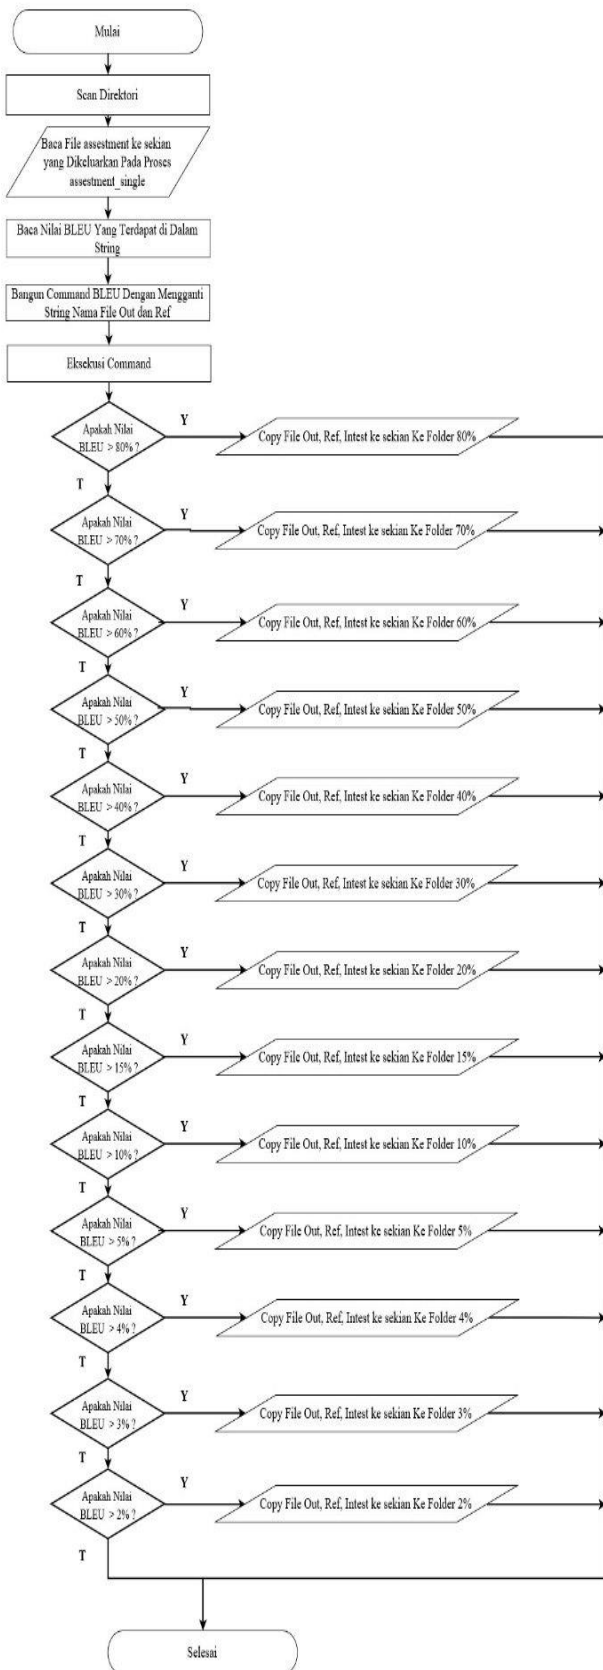 Mulai
Scan Direktori
Baca File assestment ke sekian
yang Dikeluarkan Pada Proses
assestment_single
Baca Nilai BLEU Yang Terdapat di Dalam
String
Bangun Command BLEU Dengan Mengganti
String Nama File Out dan Ref
Eksekusi Command
Apakah Nilai
BLEU > 80% ?
Y
Copy File Out, Ref, Intest ke sekian Ke Folder 80%
T
Apakah Nilai
BLEU > 70% ?
Y
Copy File Out, Ref, Intest ke sekian Ke Folder 70%
T
Apakah Nilai
BLEU > 60% ?
Y
Copy File Out, Ref, Intest ke sekian Ke Folder 60%
T
Apakah Nilai
BLEU > 50% ?
Y
Copy File Out, Ref, Intest ke sekian Ke Folder 50%
T
Apakah Nilai
BLEU > 40% ?
Y
Copy File Out, Ref, Intest ke sekian Ke Folder 40%
T
Apakah Nilai
BLEU > 30% ?
Y
Copy File Out, Ref, Intest ke sekian Ke Folder 30%
T
Apakah Nilai
BLEU > 20% ?
Y
Copy File Out, Ref, Intest ke sekian Ke Folder 20%
T
Apakah Nilai
BLEU > 15% ?
Y
Copy File Out, Ref, Intest ke sekian Ke Folder 15%
T
Apakah Nilai
BLEU > 10% ?
Y
Copy File Out, Ref, Intest ke sekian Ke Folder 10%
T
Apakah Nilai
BLEU > 5% ?
Y
Copy File Out, Ref, Intest ke sekian Ke Folder 5%
T
Apakah Nilai
BLEU > 4% ?
Y
Copy File Out, Ref, Intest ke sekian Ke Folder 4%
T
Apakah Nilai
BLEU > 3% ?
Y
Copy File Out, Ref, Intest ke sekian Ke Folder 3%
T
Apakah Nilai
BLEU > 2% ?
Y
Copy File Out, Ref, Intest ke sekian Ke Folder 2%
T
Selesai